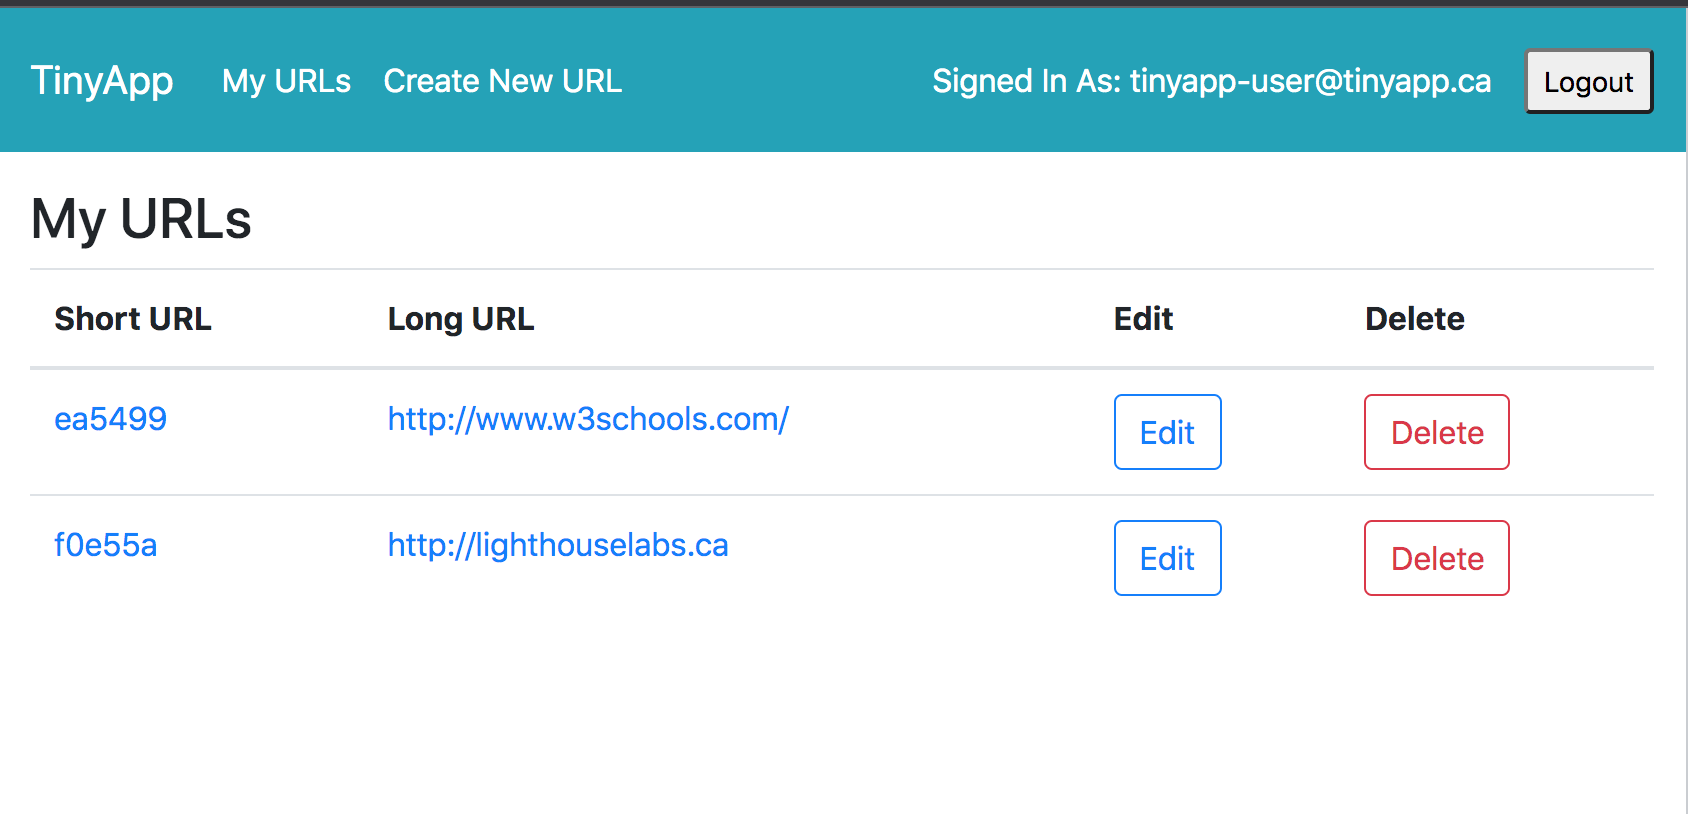 TinyApp My URLs Create New URL Signed In As: tinyapp-user@tinyapp.ca Logout
My URLs
Short URL Long URL Edit Delete
ea5499 http://www.w3schools.com/ Edit Delete
f0e55a http://lighthouselabs.ca Edit Delete